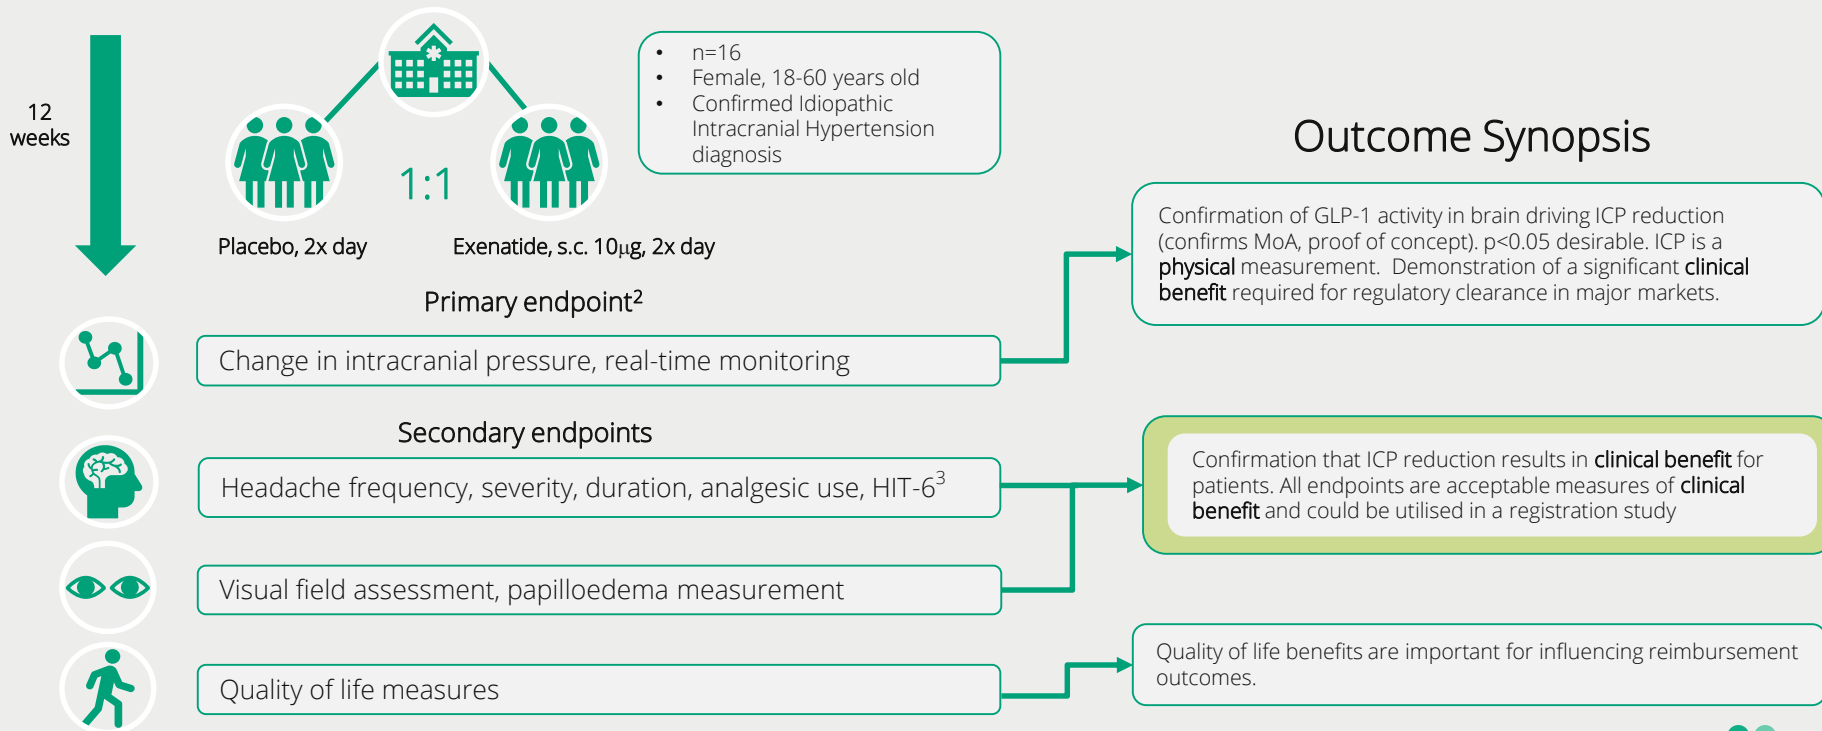 12
weeks
• n=16
• Female, 18-60 years old
• Confirmed Idiopathic
Intracranial Hypertension
diagnosis
1:1
Placebo, 2x day
Exenatide, s.c. 10µg, 2x day
Outcome Synopsis
Confirmation of GLP-1 activity in brain driving ICP reduction
(confirms MoA, proof of concept). p<0.05 desirable. ICP is a
physical measurement. Demonstration of a significant clinical
benefit required for regulatory clearance in major markets.
Primary endpoint²
Change in intracranial pressure, real-time monitoring
Secondary endpoints
Headache frequency, severity, duration, analgesic use, HIT-6³
Confirmation that ICP reduction results in clinical benefit for
patients. All endpoints are acceptable measures of clinical
benefit and could be utilised in a registration study
Visual field assessment, papilloedema measurement
Quality of life measures
Quality of life benefits are important for influencing reimbursement
outcomes.